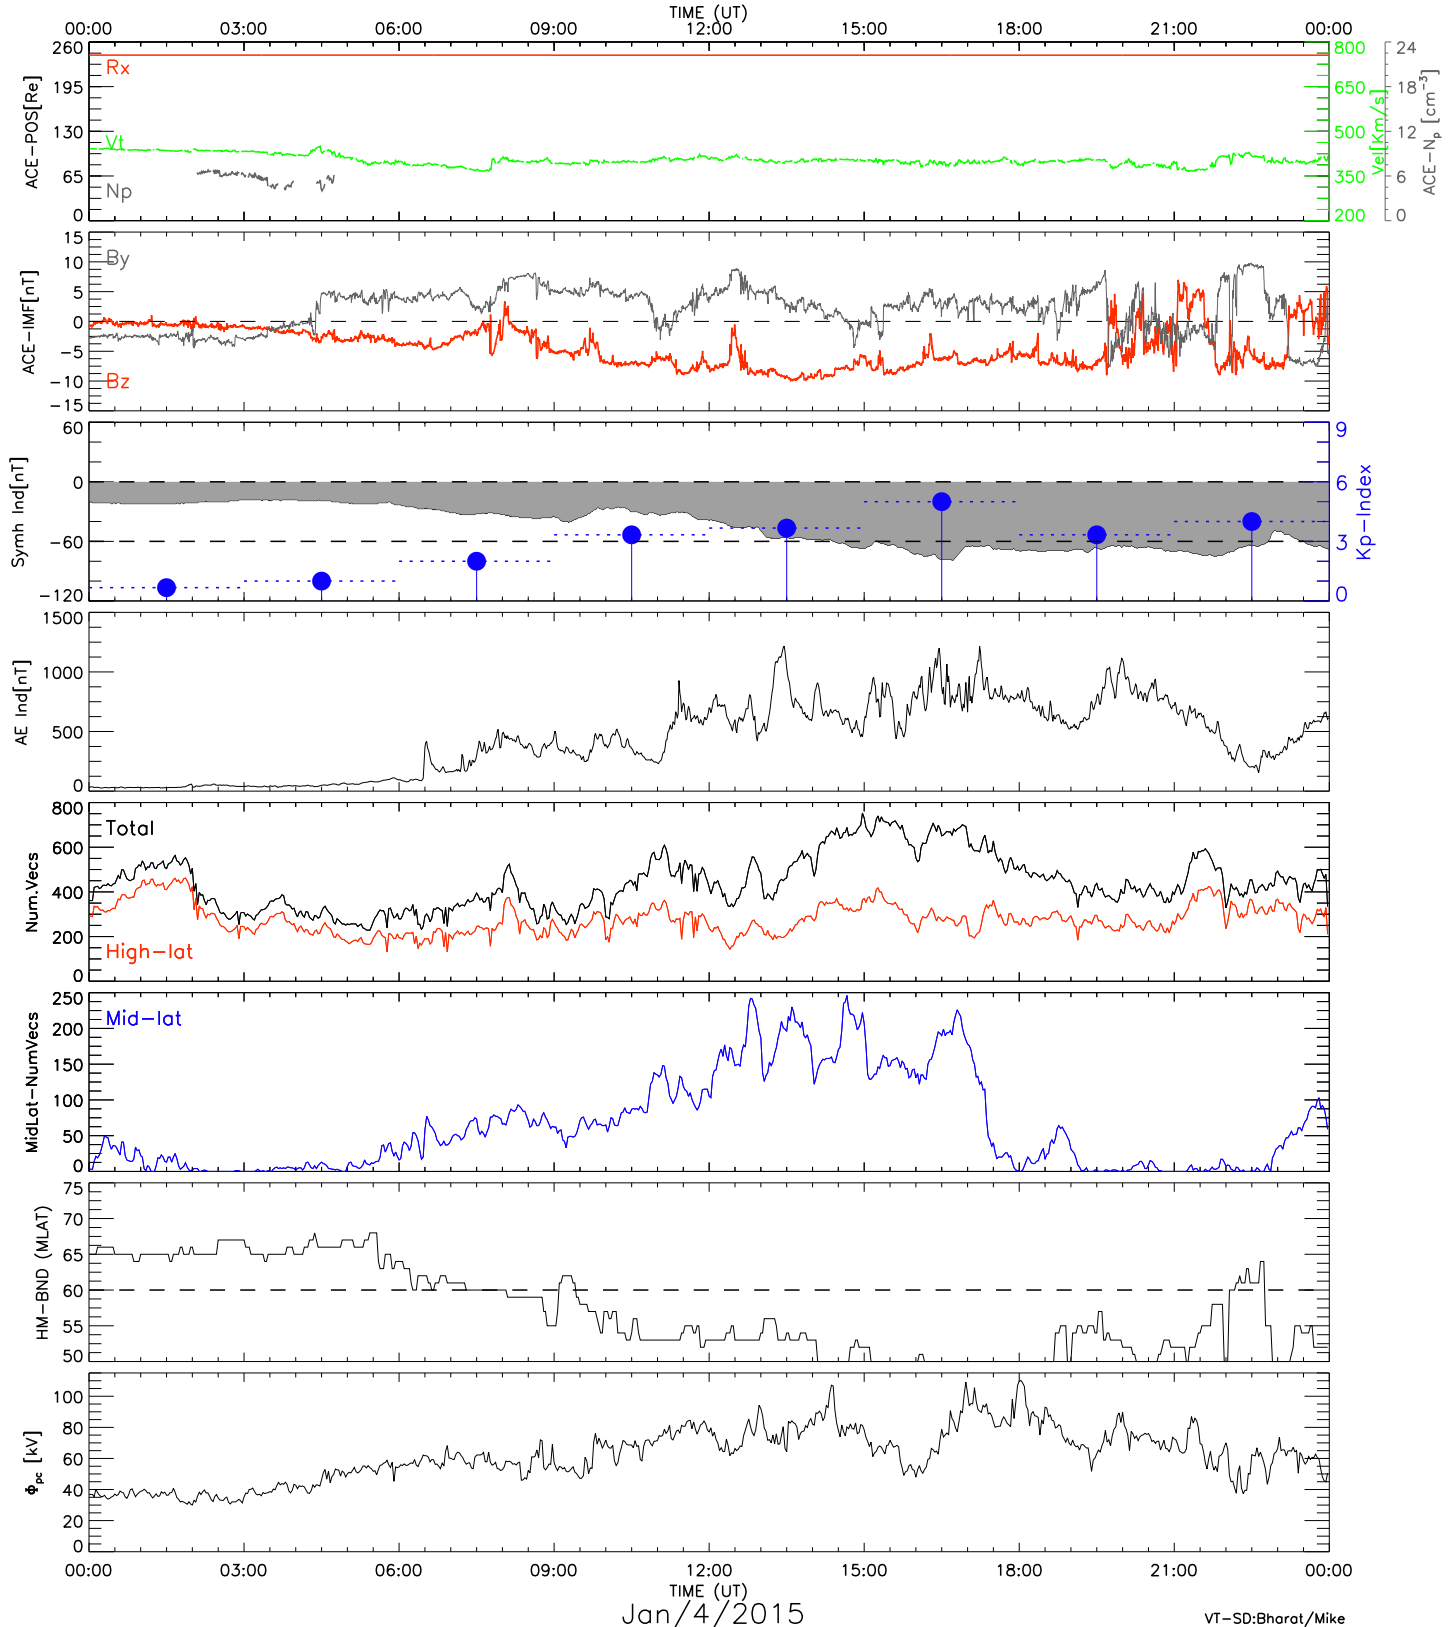 TIME (UT)
00:00 03:00 06:00 09:00 12:00 15:00 18:00 21:00 00:00
260 195 130 65 0
ACE-POS[Re]
Rx
Vt
Np
800 650 500 350 200
Vel[Km/s]
24 18 12 6 0
ACE-Np [cm-3]
15 10 5 0 -5 -10 -15
ACE-IMF[nT]
By
Bz
60 0 -60 -120
Symh Ind[nT]
9 6 3 0
Kp-Index
1500 1000 500 0
AE Ind[nT]
800 600 400 200 0
Num.Vecs
Total
High-lat
250 200 150 100 50 0
MidLat-NumVecs
Mid-lat
75 70 65 60 55 50
HM-BND (MLAT)
100 80 60 40 20 0
Φpc [kV]
00:00 03:00 06:00 09:00 12:00 15:00 18:00 21:00 00:00
TIME (UT)
Jan/4/2015
VT-SD:Bharat/Mike